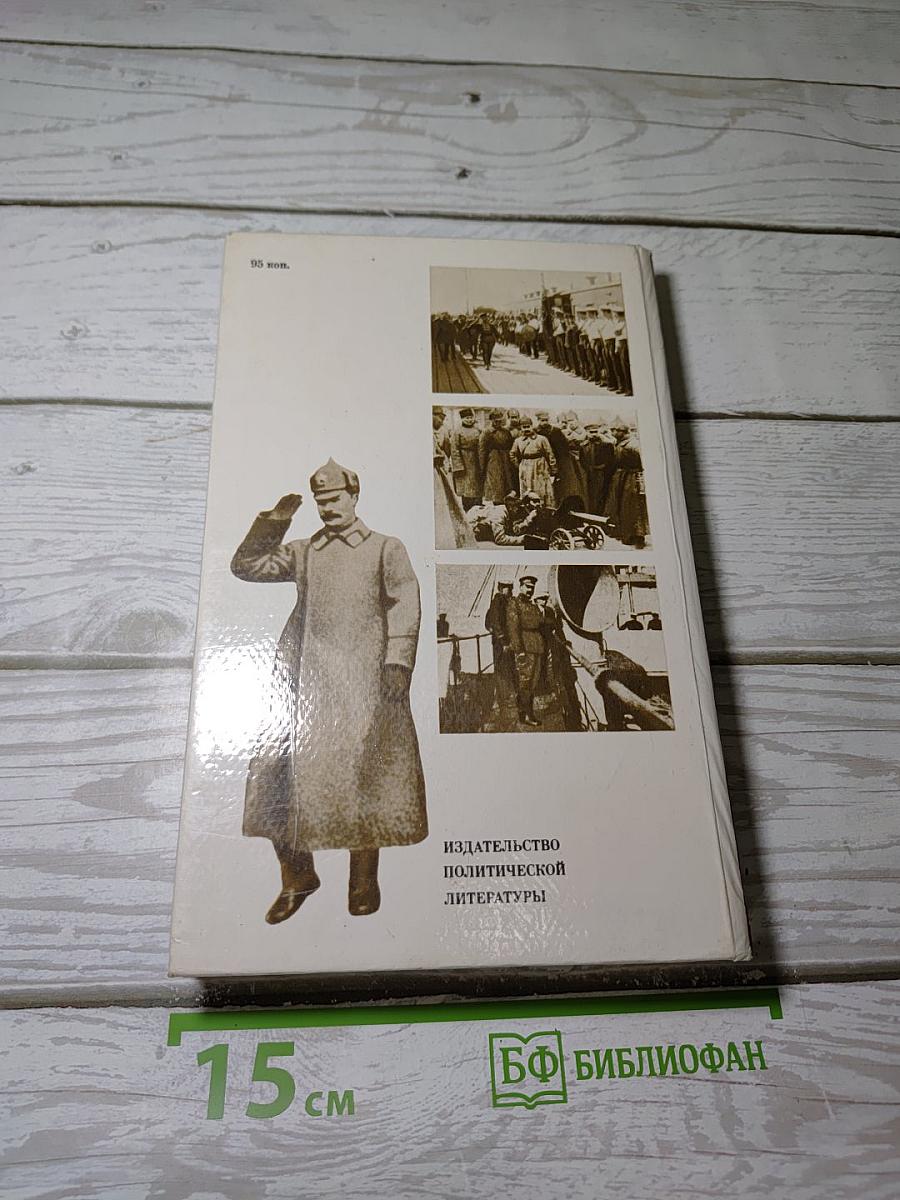 95 коп.
ИЗДАТЕЛЬСТВО
ПОЛИТИЧЕСКОЙ
ЛИТЕРАТУРЫ
15 см
БФ БИБЛИОФАН